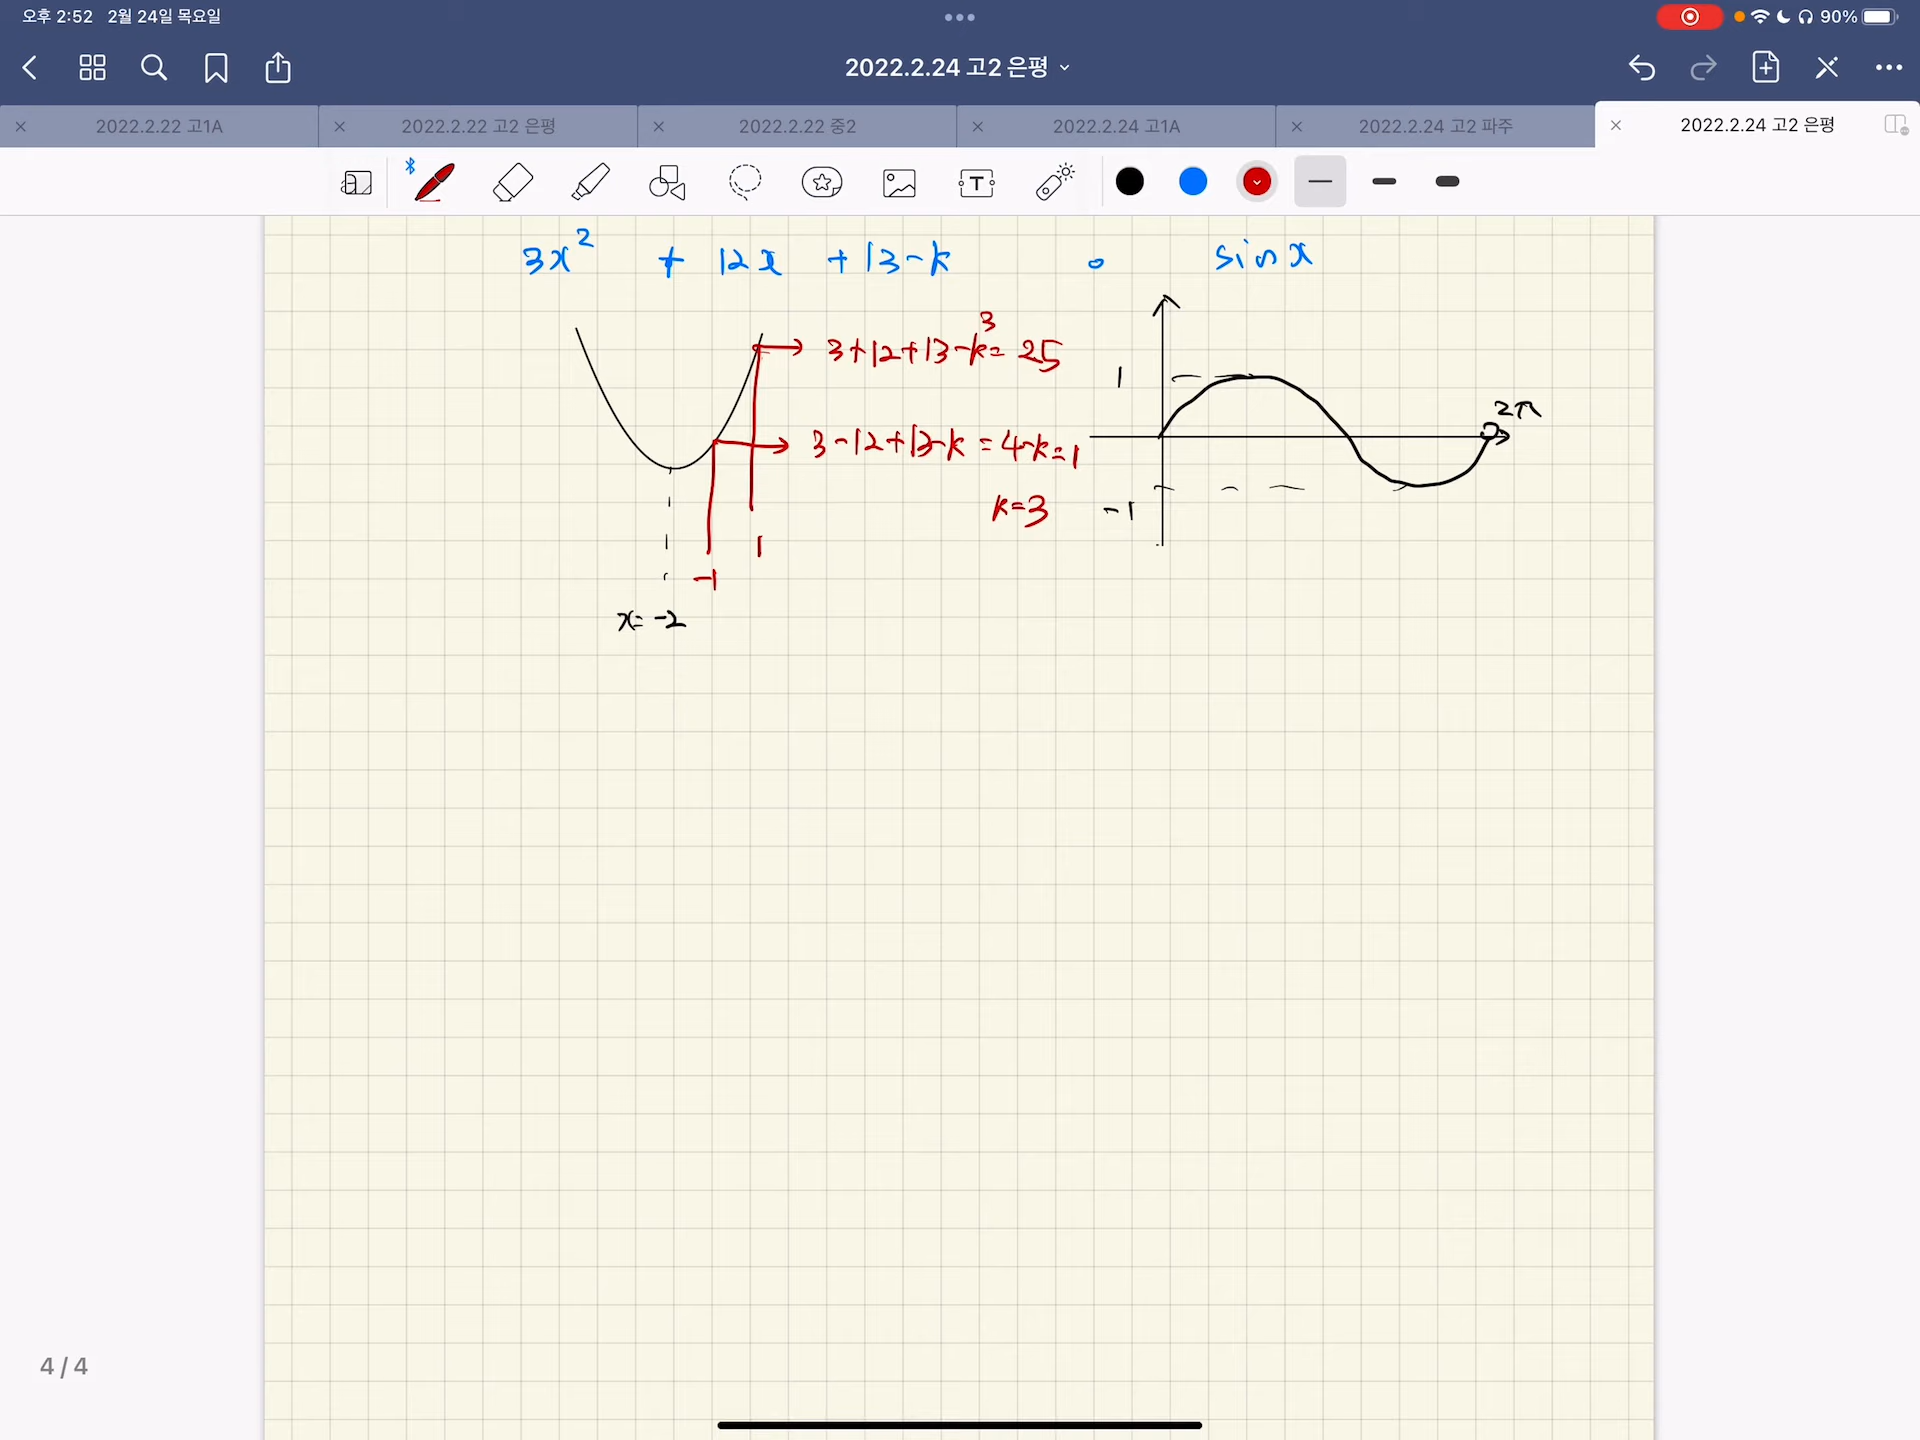 오후 2:52 2월 24일 목요일
90%
2022.2.24 고2 은평
2022.2.22 고1A
2022.2.22 고2 은평
2022.2.22 중2
2022.2.24 고1A
2022.2.24 고2 파주
2022.2.24 고2 은평
T
3x² + 12x + 13-k ∘ sin x
3
3+12+13-k= 25
1
2π
3-12+13-k = 4-k=1
k=3
-1
1
-1
x= -2
4 / 4